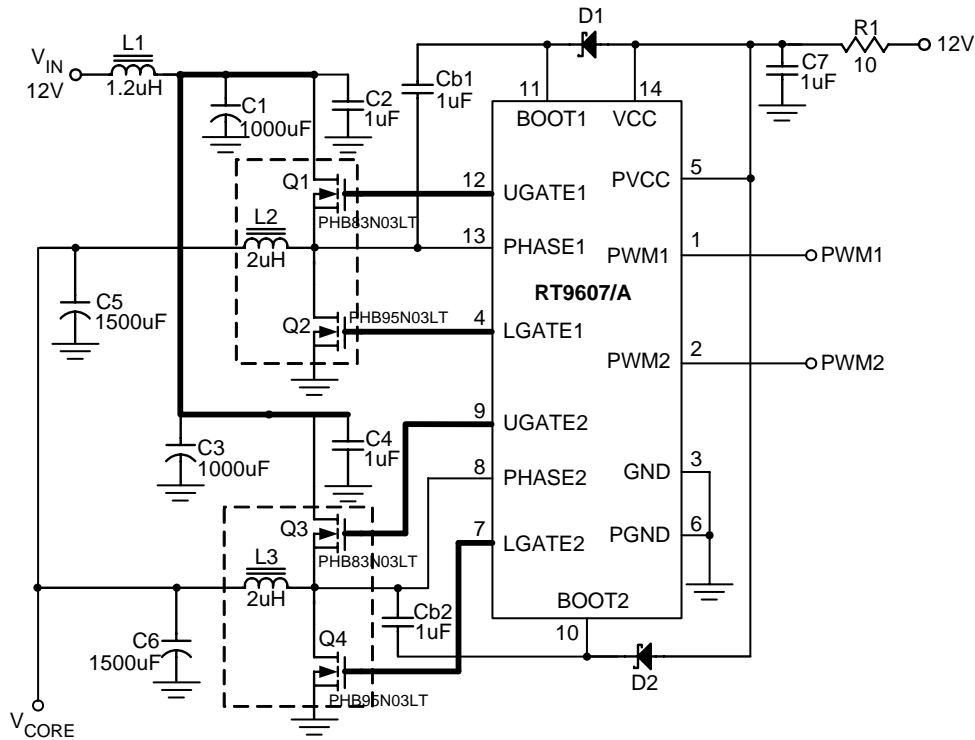 D1
L1
V_IN
12V
1.2uH
C1
1000uF
C2
1uF
Cb1
1uF
11
14
BOOT1
VCC
C7
1uF
R1
10
12V
Q1
PHB83N03LT
12
UGATE1
PVCC
5
L2
2uH
13
PHASE1
PWM1
1
PWM1
RT9607/A
C5
1500uF
Q2
PHB95N03LT
4
LGATE1
PWM2
2
PWM2
9
UGATE2
C3
1000uF
C4
1uF
8
PHASE2
GND
3
Q3
PHB83N03LT
7
LGATE2
PGND
6
L3
2uH
BOOT2
10
Cb2
1uF
C6
1500uF
Q4
PHB95N03LT
D2
V_CORE